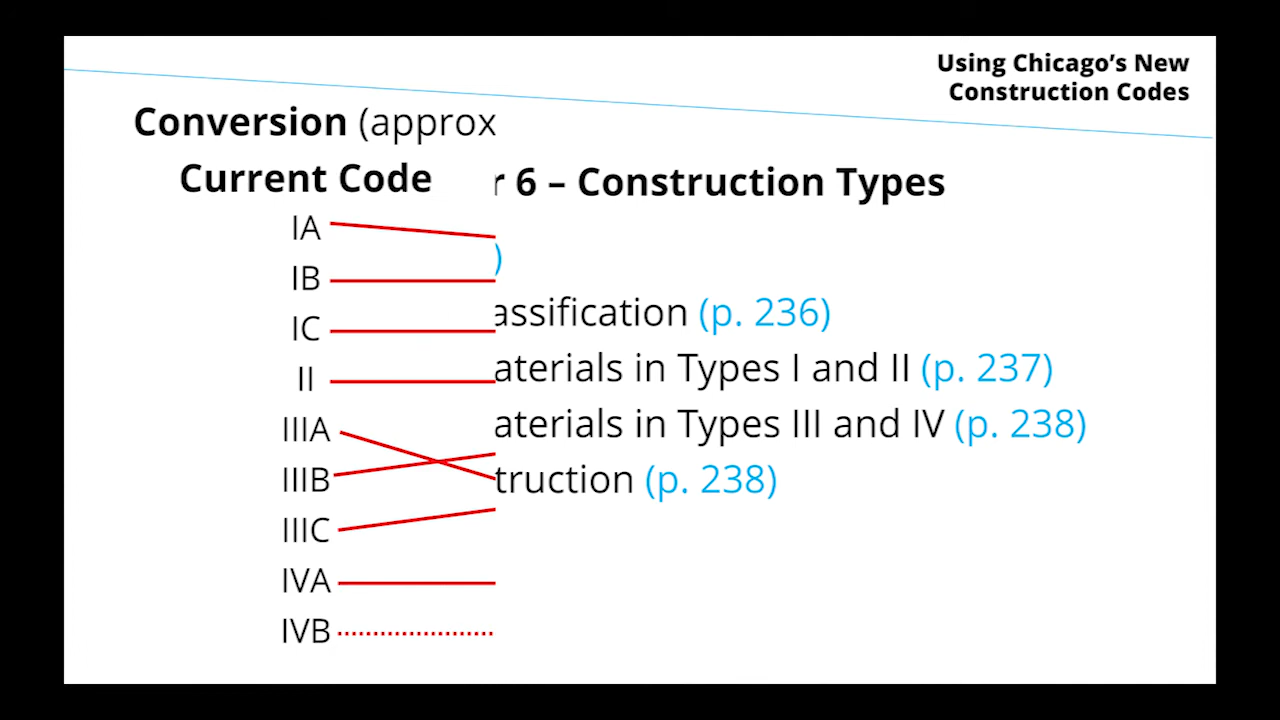 Using Chicago's New
Construction Codes
Conversion (approx
Current Code
r 6 – Construction Types
IA
)
IB
assification (p. 236)
IC
aterials in Types I and II (p. 237)
II
aterials in Types III and IV (p. 238)
IIIA
truction (p. 238)
IIIB
IIIC
IVA
IVB